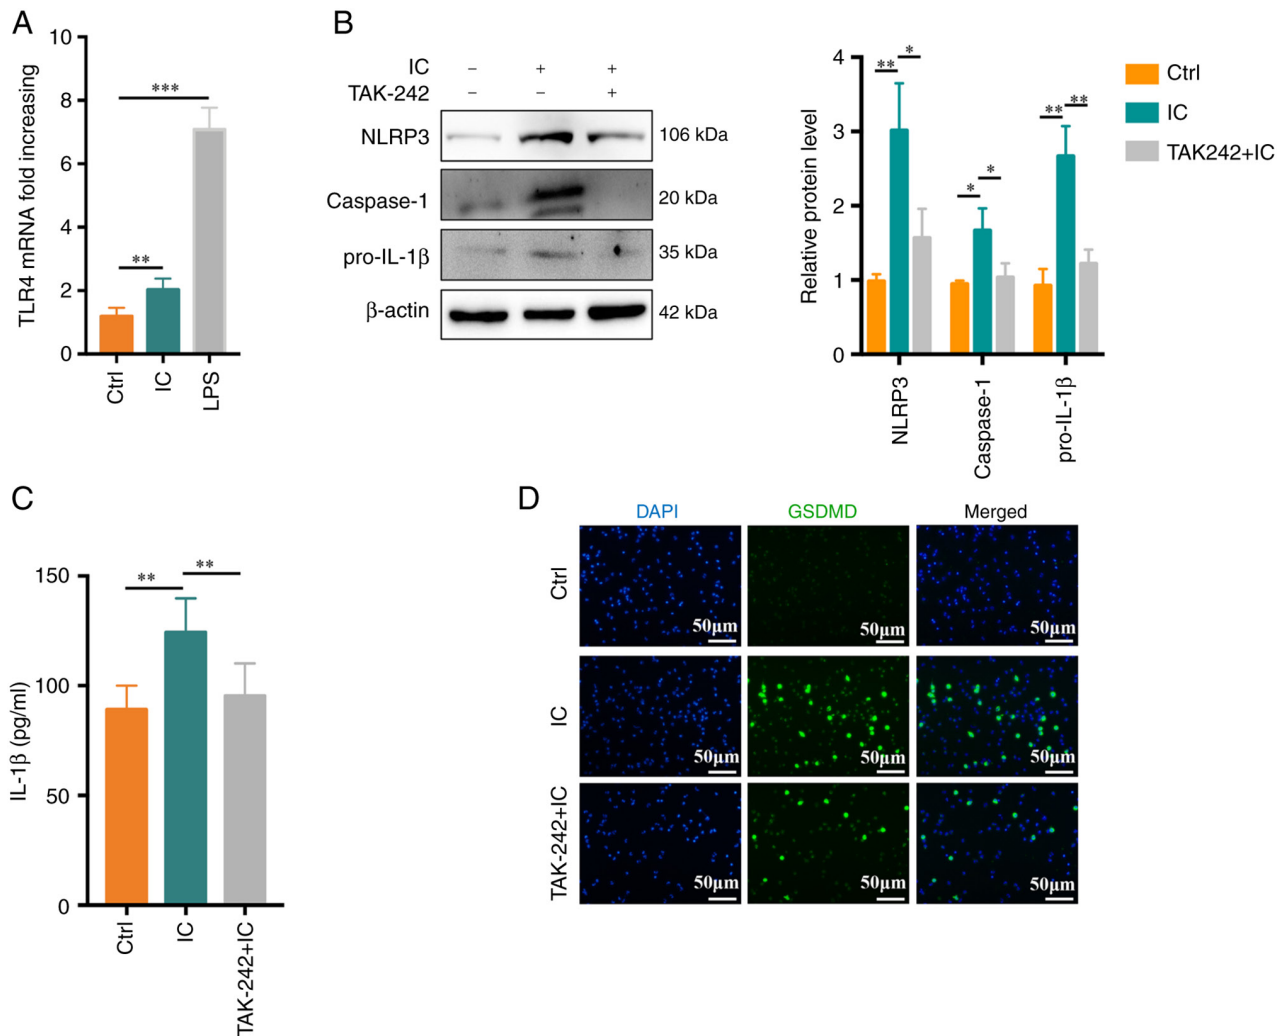 A
TLR4 mRNA fold increasing
10
8
6
4
2
0
***
**
Ctrl
IC
LPS
B
IC − + +
TAK-242 − − +
NLRP3 106 kDa
Caspase-1 20 kDa
pro-IL-1β 35 kDa
β-actin 42 kDa
Relative protein level
4
3
2
1
0
** *
* *
** **
NLRP3
Caspase-1
pro-IL-1β
Ctrl
IC
TAK242+IC
C
IL-1β (pg/ml)
150
100
50
0
** **
Ctrl
IC
TAK-242+IC
D
DAPI GSDMD Merged
Ctrl
50μm 50μm 50μm
IC
50μm 50μm 50μm
TAK-242+IC
50μm 50μm 50μm